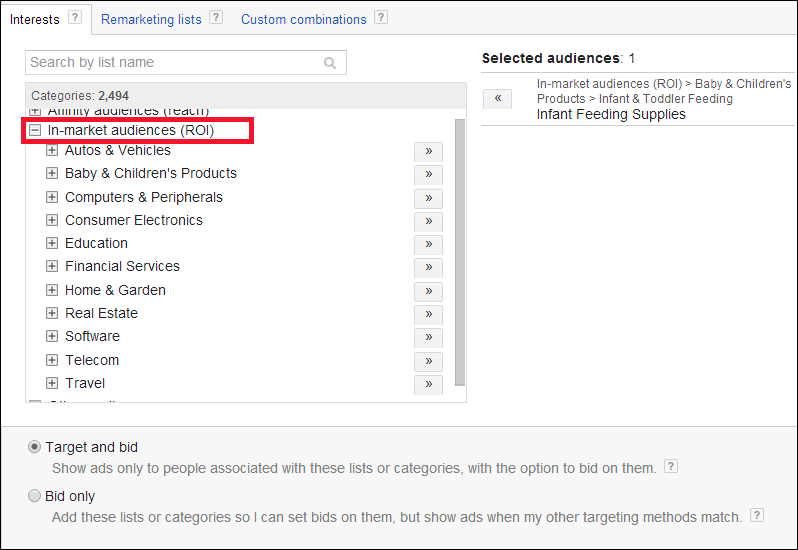 Interests ? Remarketing lists ? Custom combinations ?
Search by list name
Selected audiences: 1
Categories: 2,494
« In-market audiences (ROI) > Baby & Children's
Products > Infant & Toddler Feeding
Infant Feeding Supplies
Affinity audiences (reach)
In-market audiences (ROI)
Autos & Vehicles »
Baby & Children's Products »
Computers & Peripherals »
Consumer Electronics »
Education »
Financial Services »
Home & Garden »
Real Estate »
Software »
Telecom »
Travel »
Target and bid
Show ads only to people associated with these lists or categories, with the option to bid on them. ?
Bid only
Add these lists or categories so I can set bids on them, but show ads when my other targeting methods match. ?